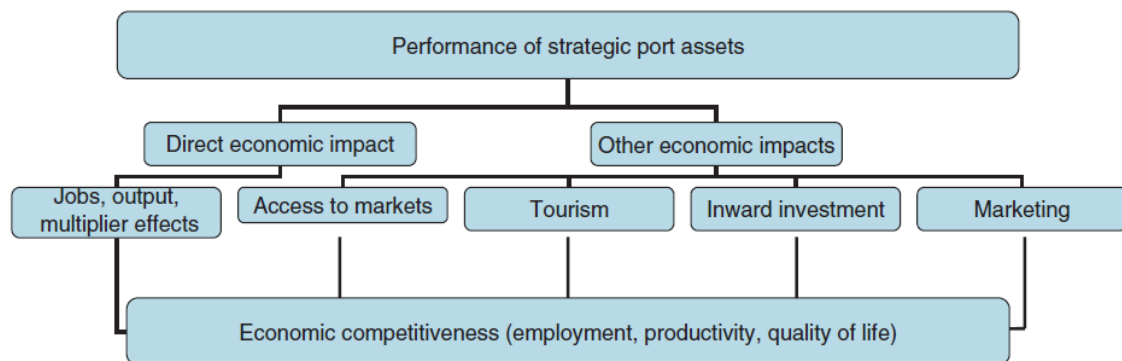 Performance of strategic port assets
Direct economic impact
Other economic impacts
Jobs, output,
multiplier effects
Access to markets
Tourism
Inward investment
Marketing
Economic competitiveness (employment, productivity, quality of life)